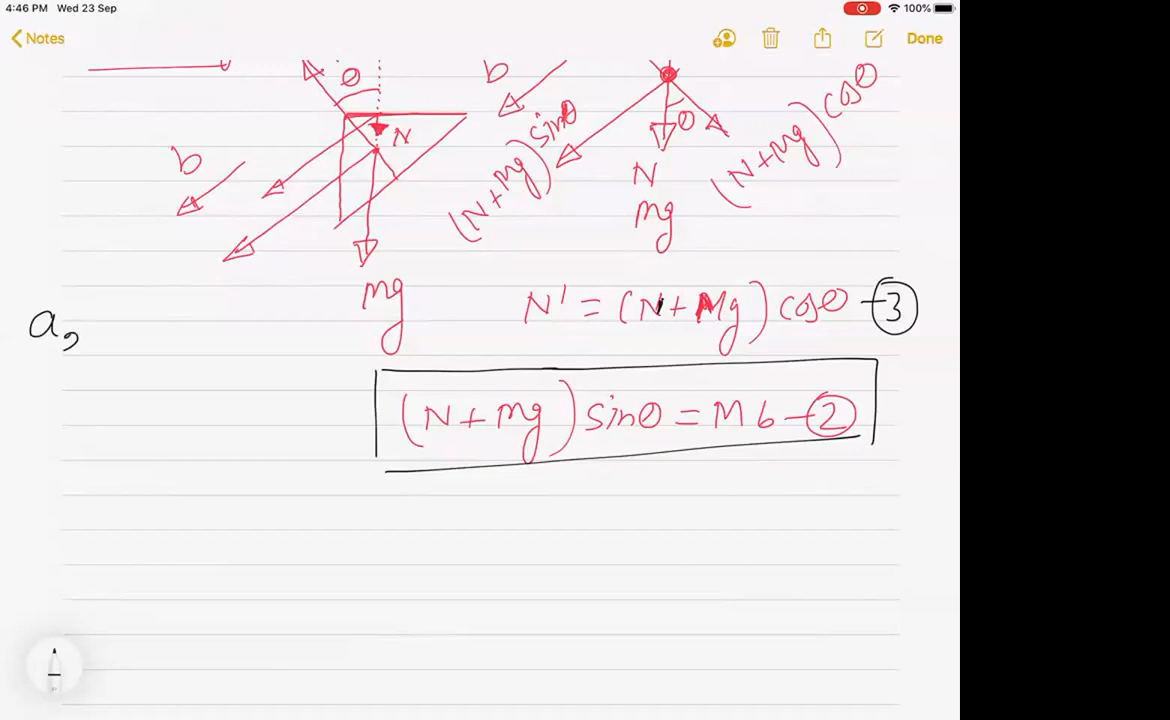 4:46 PM Wed 23 Sep
100%
Notes
Done
θ
b
N
b
mg
(N+Mg) sinθ
θ
N
mg
(N+Mg) cosθ
a,
N' = (N+Mg) cosθ -3
(N+mg) sinθ = Mb -2